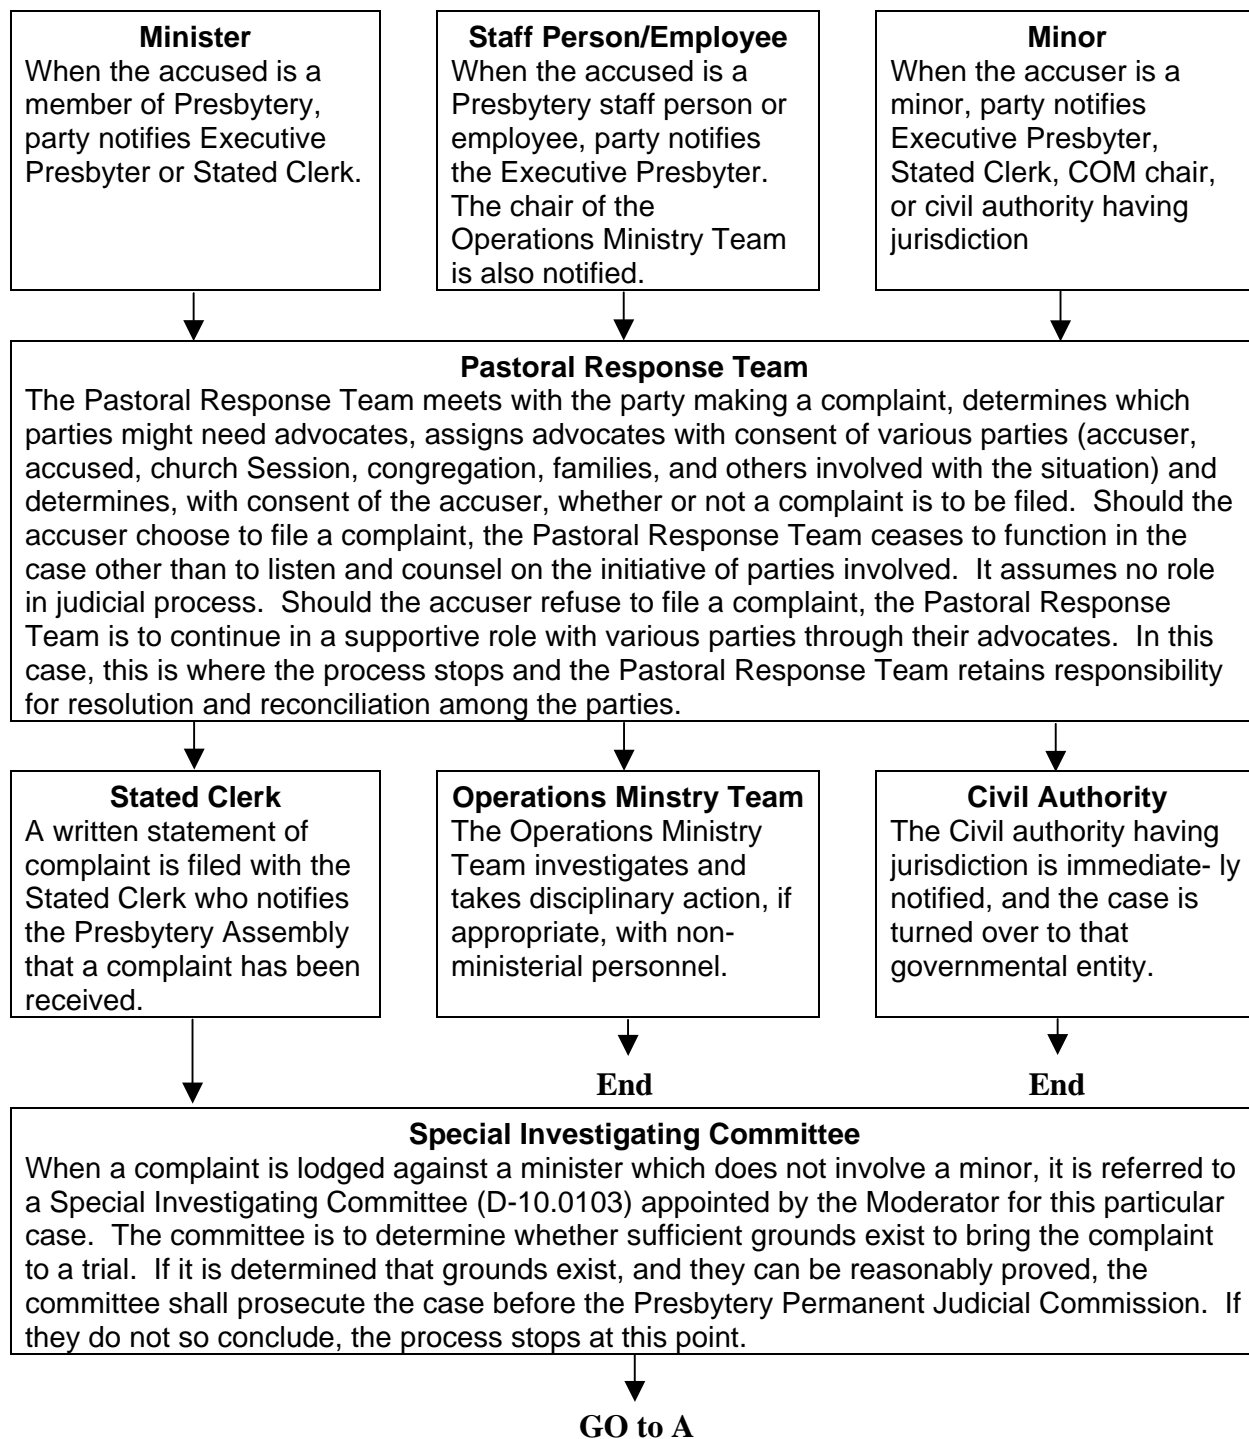 Minister
When the accused is a
member of Presbytery,
party notifies Executive
Presbyter or Stated Clerk.
Staff Person/Employee
When the accused is a
Presbytery staff person or
employee, party notifies
the Executive Presbyter.
The chair of the
Operations Ministry Team
is also notified.
Minor
When the accuser is a
minor, party notifies
Executive Presbyter,
Stated Clerk, COM chair,
or civil authority having
jurisdiction
Pastoral Response Team
The Pastoral Response Team meets with the party making a complaint, determines which
parties might need advocates, assigns advocates with consent of various parties (accuser,
accused, church Session, congregation, families, and others involved with the situation) and
determines, with consent of the accuser, whether or not a complaint is to be filed.  Should the
accuser choose to file a complaint, the Pastoral Response Team ceases to function in the
case other than to listen and counsel on the initiative of parties involved.  It assumes no role
in judicial process.  Should the accuser refuse to file a complaint, the Pastoral Response
Team is to continue in a supportive role with various parties through their advocates.  In this
case, this is where the process stops and the Pastoral Response Team retains responsibility
for resolution and reconciliation among the parties.
Stated Clerk
A written statement of
complaint is filed with the
Stated Clerk who notifies
the Presbytery Assembly
that a complaint has been
received.
Operations Minstry Team
The Operations Ministry
Team investigates and
takes disciplinary action, if
appropriate, with non-
ministerial personnel.
Civil Authority
The Civil authority having
jurisdiction is immediate- ly
notified, and the case is
turned over to that
governmental entity.
End
End
Special Investigating Committee
When a complaint is lodged against a minister which does not involve a minor, it is referred to
a Special Investigating Committee (D-10.0103) appointed by the Moderator for this particular
case.  The committee is to determine whether sufficient grounds exist to bring the complaint
to a trial.  If it is determined that grounds exist, and they can be reasonably proved, the
committee shall prosecute the case before the Presbytery Permanent Judicial Commission.  If
they do not so conclude, the process stops at this point.
GO to A